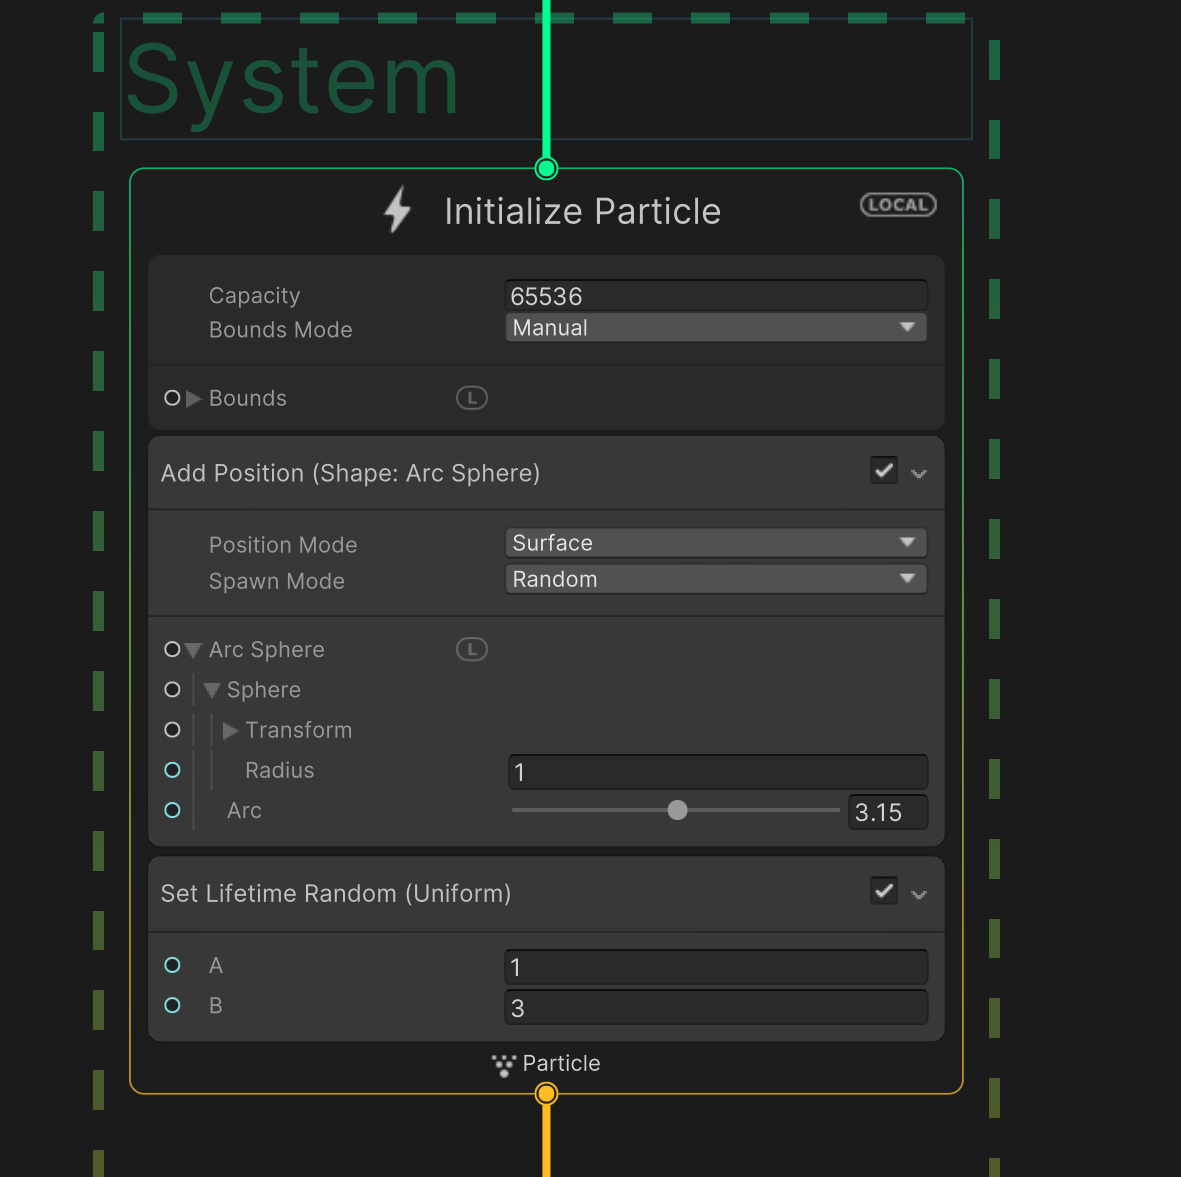 System
Initialize Particle
LOCAL
Capacity 65536
Bounds Mode Manual
Bounds L
Add Position (Shape: Arc Sphere)
Position Mode Surface
Spawn Mode Random
Arc Sphere L
Sphere
Transform
Radius 1
Arc 3.15
Set Lifetime Random (Uniform)
A 1
B 3
Particle